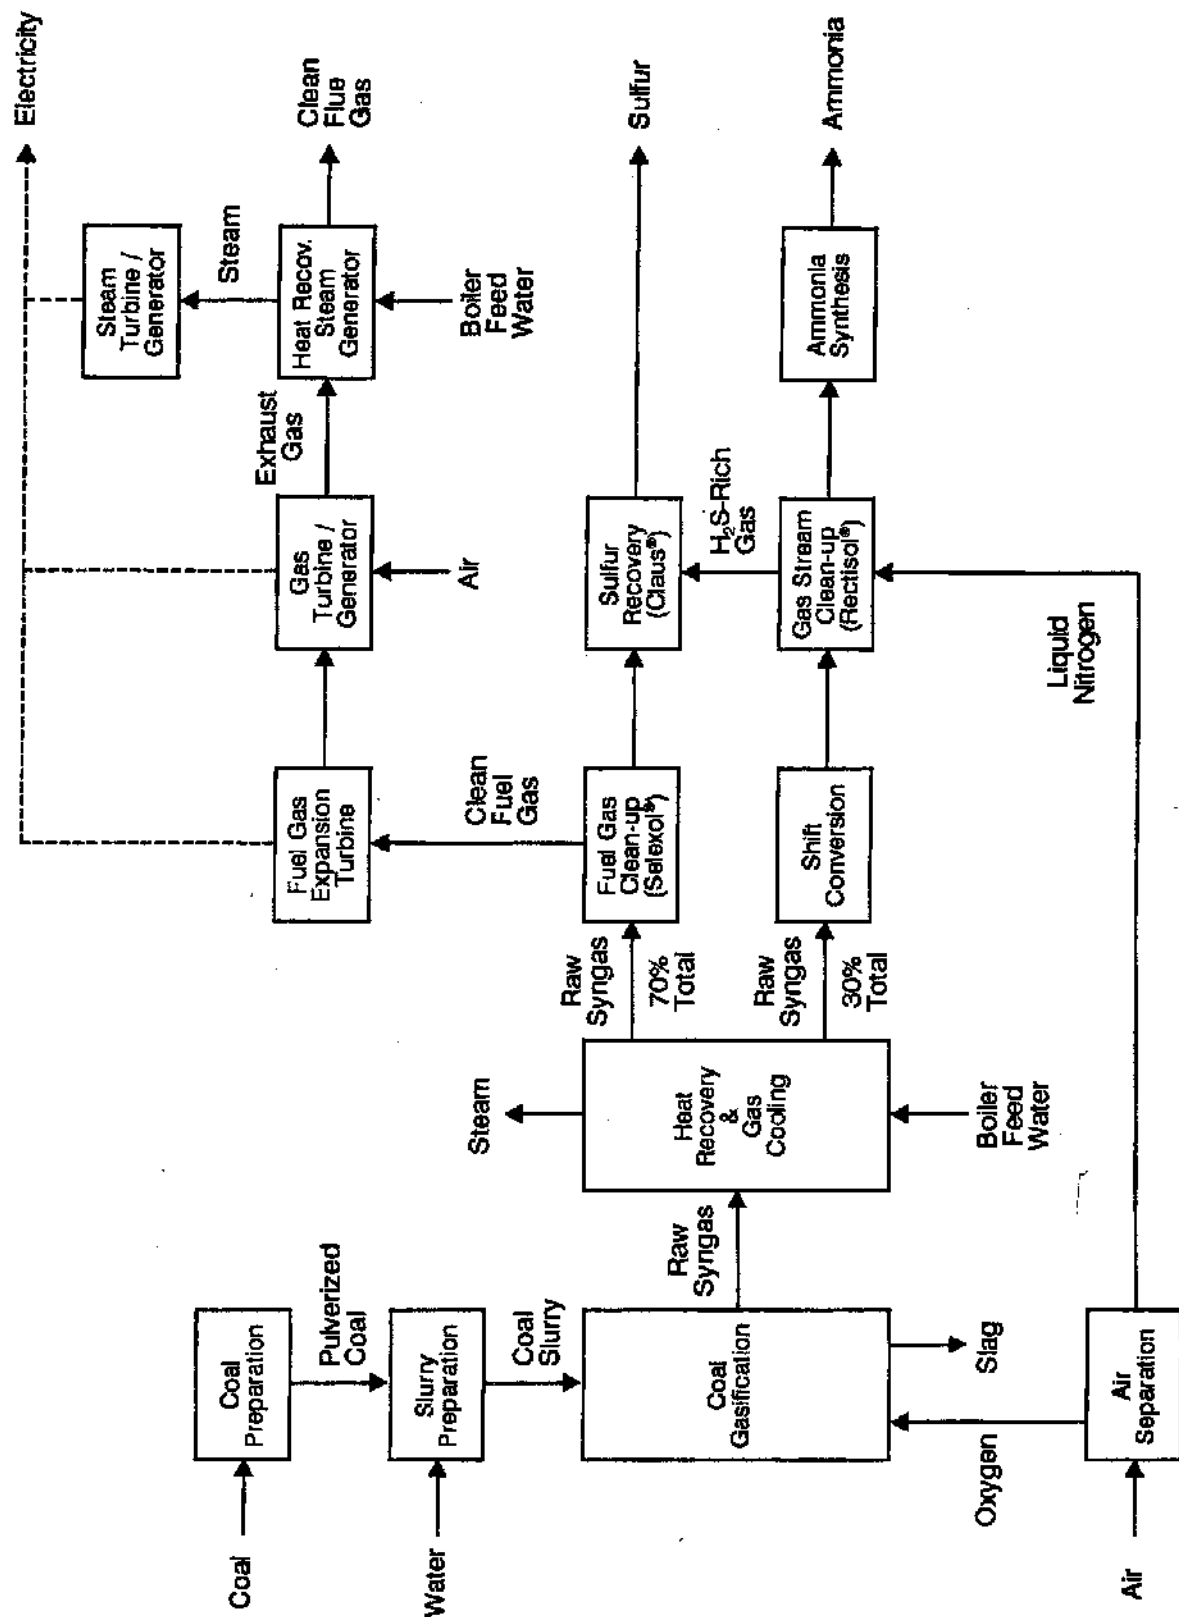 Electricity
Steam
Turbine /
Generator
Steam
Clean
Flue
Gas
Heat Recov.
Steam
Generator
Boiler
Feed
Water
Exhaust
Gas
Gas
Turbine /
Generator
Air
Fuel Gas
Expansion
Turbine
Clean
Fuel
Gas
Coal
Coal
Preparation
Pulverized
Coal
Water
Slurry
Preparation
Coal
Slurry
Coal
Gasification
Slag
Oxygen
Air
Air
Separation
Raw
Syngas
Steam
Heat
Recovery
&
Gas
Cooling
Boiler
Feed
Water
Raw
Syngas
70%
Total
Raw
Syngas
30%
Total
Fuel Gas
Clean-up
(Selexol®)
Sulfur
Recovery
(Claus®)
Sulfur
H₂S-Rich
Gas
Shift
Conversion
Gas Stream
Clean-up
(Rectisol®)
Ammonia
Synthesis
Ammonia
Liquid
Nitrogen